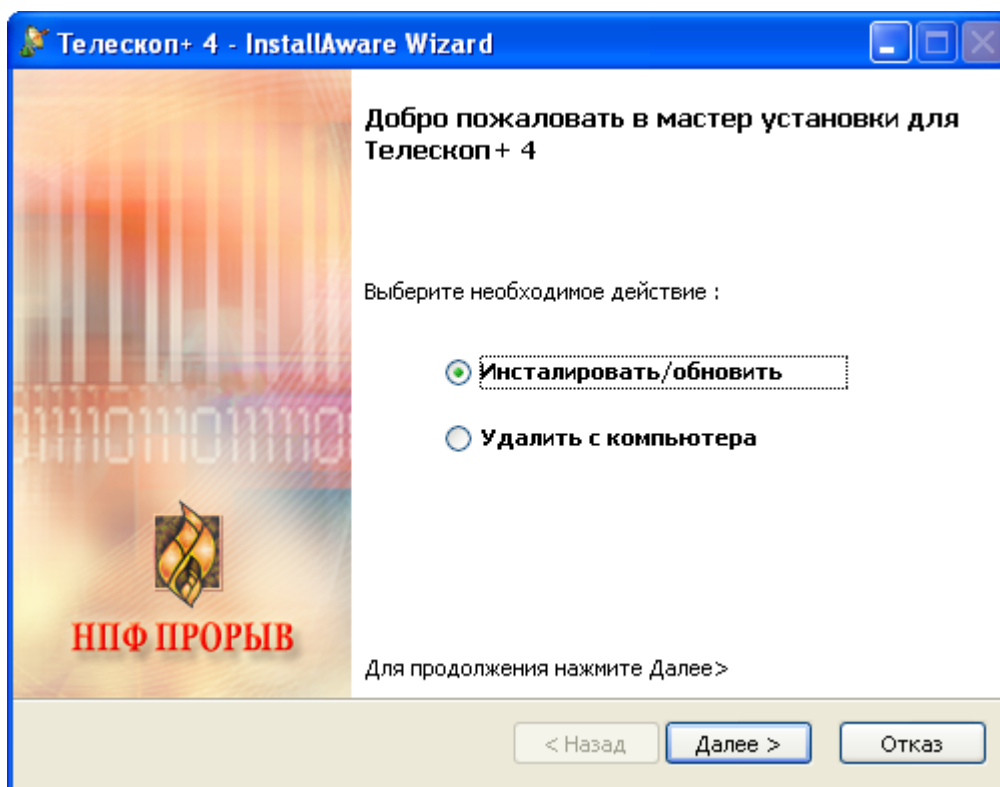 Телескоп+ 4 - InstallAware Wizard
Добро пожаловать в мастер установки для
Телескоп+ 4
Выберите необходимое действие :
Инсталировать/обновить
Удалить с компьютера
НПФ ПРОРЫВ
Для продолжения нажмите Далее>
< Назад
Далее >
Отказ